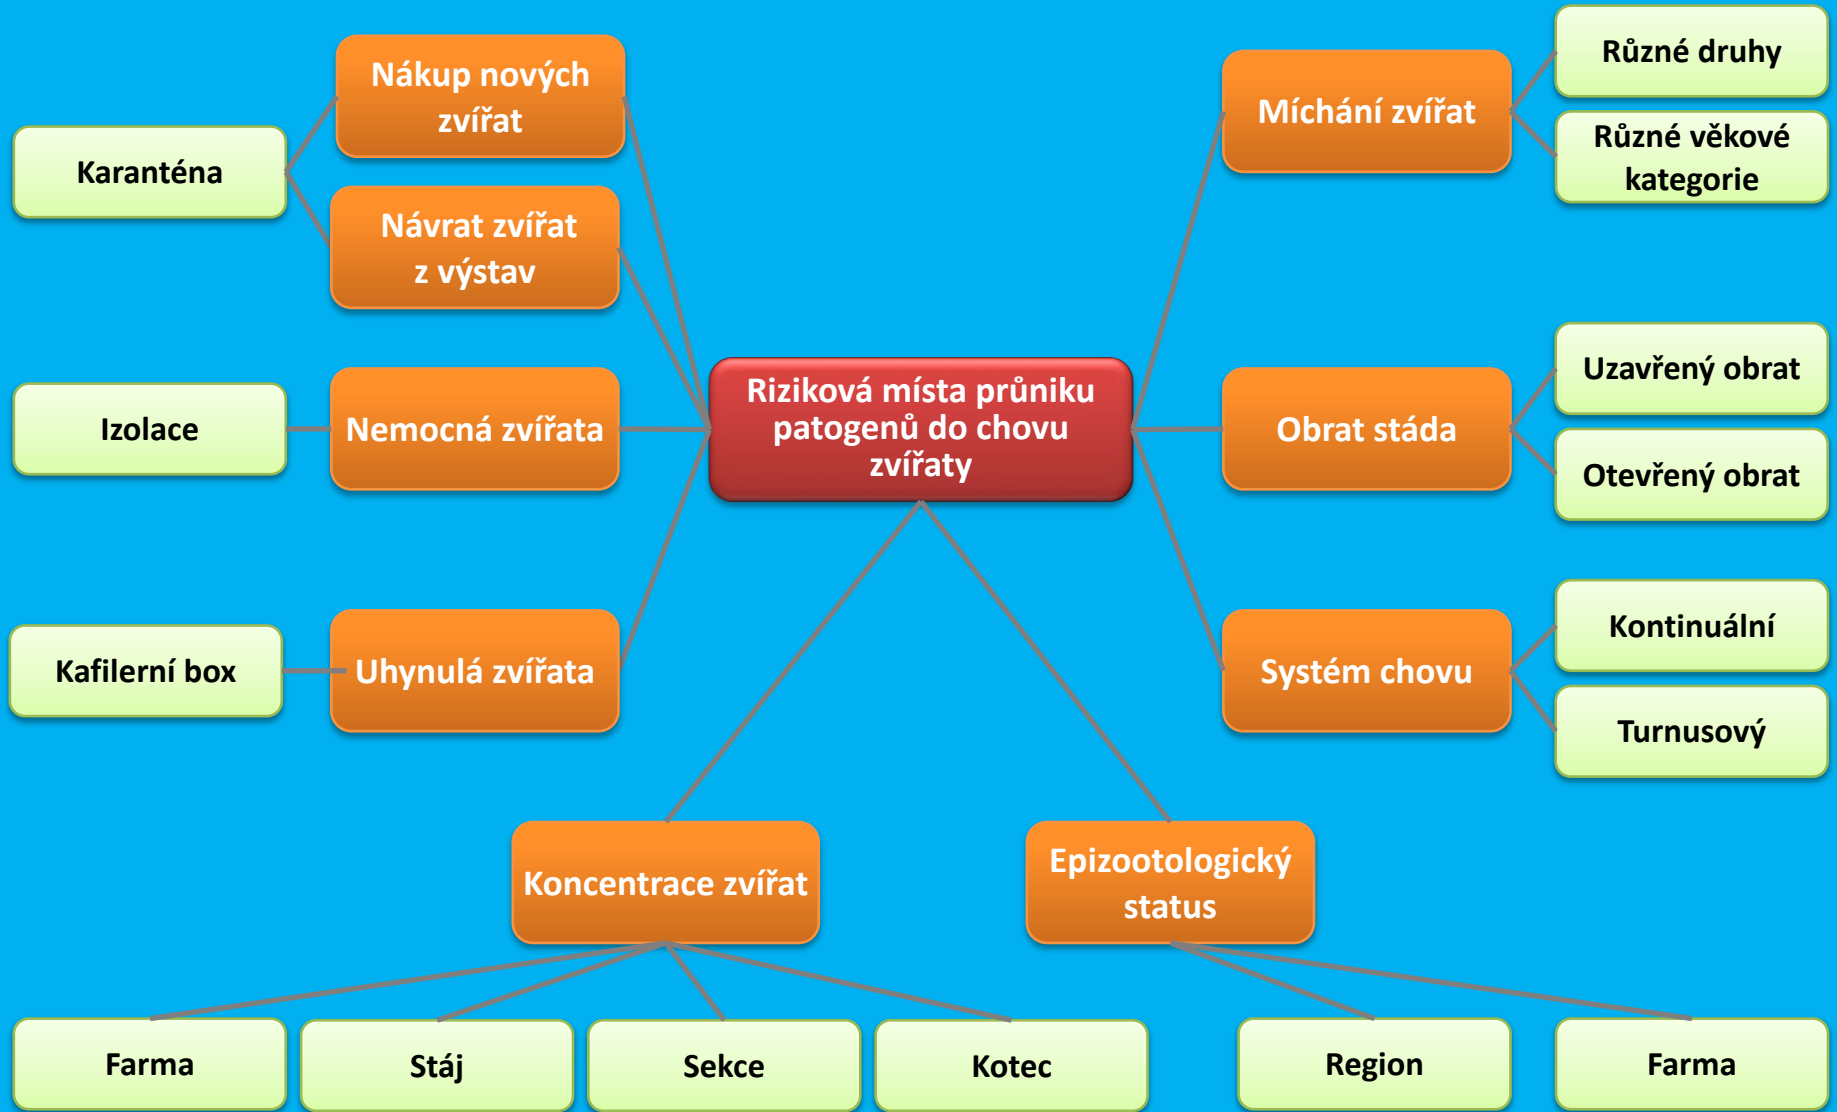 Nákup nových
zvířat
Karanténa
Návrat zvířat
z výstav
Izolace
Nemocná zvířata
Kafilerní box
Uhynulá zvířata
Riziková místa průniku
patogenů do chovu
zvířaty
Míchání zvířat
Různé druhy
Různé věkové
kategorie
Obrat stáda
Uzavřený obrat
Otevřený obrat
Systém chovu
Kontinuální
Turnusový
Koncentrace zvířat
Epizootologický
status
Farma
Stáj
Sekce
Kotec
Region
Farma